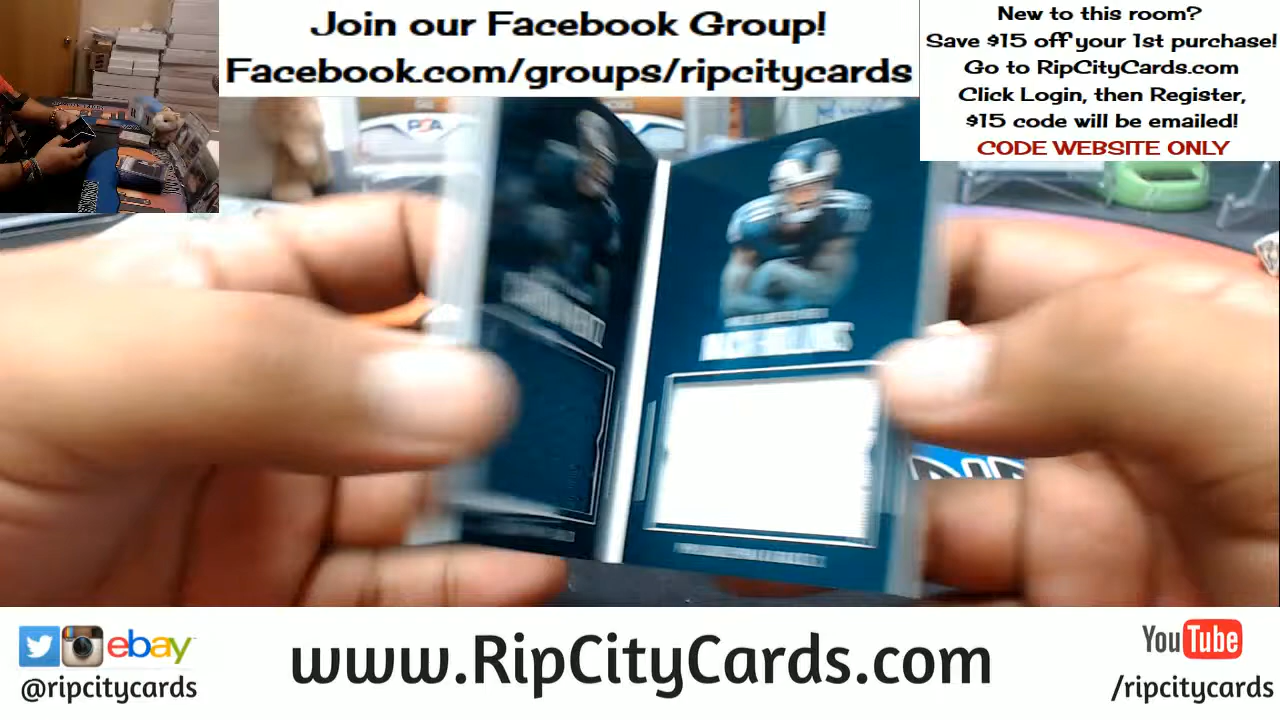 Join our Facebook Group!
Facebook.com/groups/ripcitycards
New to this room?
Save $15 off your 1st purchase!
Go to RipCityCards.com
Click Login, then Register,
$15 code will be emailed!
CODE WEBSITE ONLY
PSA
ebay
@ripcitycards
www.RipCityCards.com
YouTube
/ripcitycards